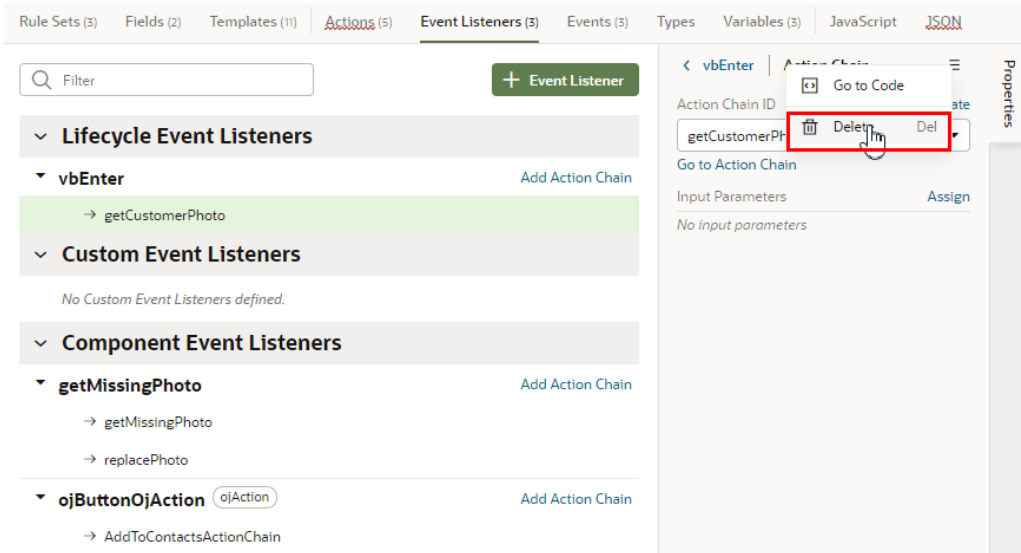 Rule Sets (3) Fields (2) Templates (11) Actions (5) Event Listeners (3) Events (3) Types Variables (3) JavaScript JSON
Filter
+ Event Listener
Lifecycle Event Listeners
vbEnter Add Action Chain
→ getCustomerPhoto
Custom Event Listeners
No Custom Event Listeners defined.
Component Event Listeners
getMissingPhoto Add Action Chain
→ getMissingPhoto
→ replacePhoto
ojButtonOjAction ojAction Add Action Chain
→ AddToContactsActionChain
< vbEnter
Go to Code
Action Chain ID
Delete Del
getCustomerPh
Go to Action Chain
Input Parameters Assign
No input parameters
Properties